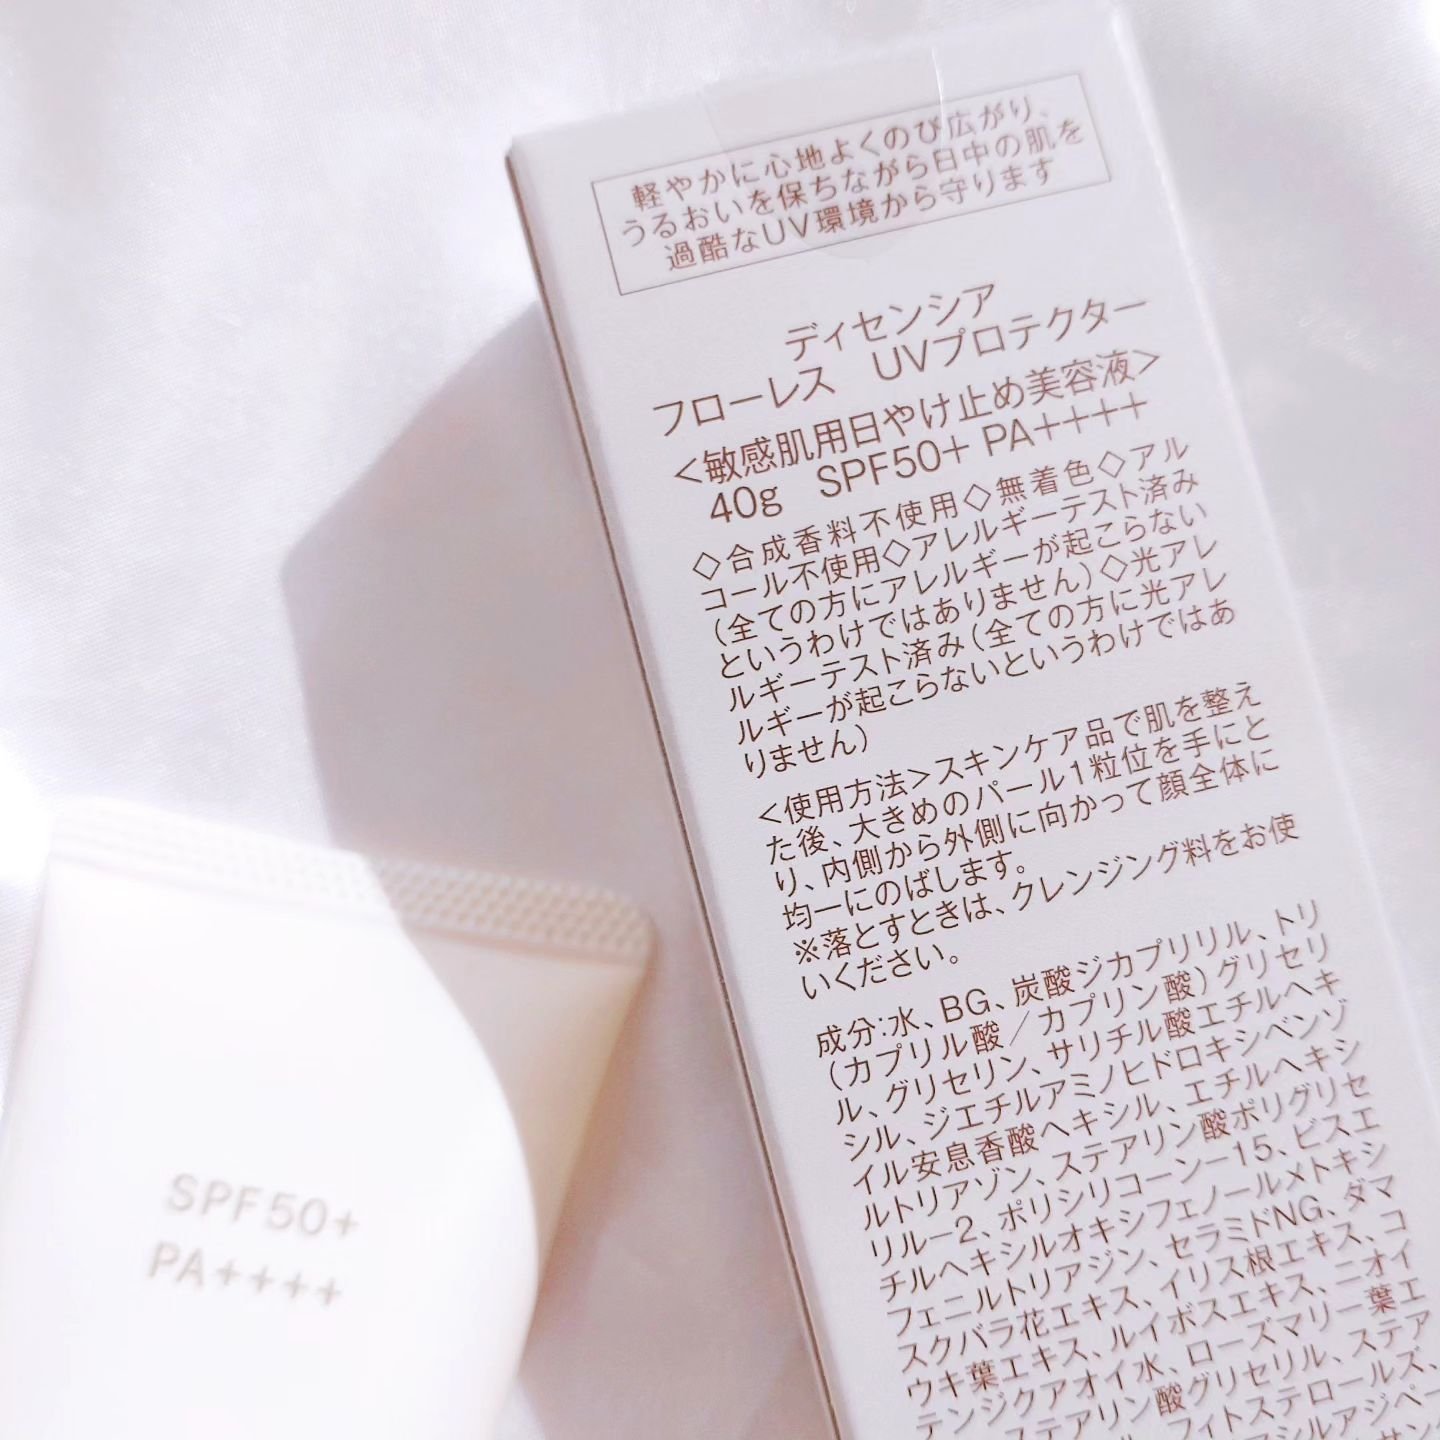 軽やかに心地よくのび広がり、
うるおいを保ちながら日中の肌を
過酷なUV環境から守ります
ディセンシア
フローレス UVプロテクター
<敏感肌用日やけ止め美容液>
40g SPF50+ PA++++
◇合成香料不使用◇無着色◇アル
コール不使用◇アレルギーテスト済み
(全ての方にアレルギーが起こらない
というわけではありません)◇光アレ
ルギーテスト済み(全ての方に光アレ
ルギーが起こらないというわけではあ
りません)
<使用方法>スキンケア品で肌を整え
た後、大きめのパール1粒位を手にと
り、内側から外側に向かって顔全体に
均一にのばします。
※落とすときは、クレンジング料をお使
いください。
成分:水、BG、炭酸ジカプリリル、トリ
(カプリル酸/カプリン酸)グリセリ
ル、グリセリン、サリチル酸エチルヘキ
シル、ジエチルアミノヒドロキシベンゾ
イル安息香酸ヘキシル、エチルヘキシ
ルトリアゾン、ステアリン酸ポリグリセ
リル-2、ポリシリコーン-15、ビスエ
チルヘキシルオキシフェノールメトキシ
フェニルトリアジン、セラミドNG、ダマ
スクバラ花エキス、イリス根エキス、コ
ウキ葉エキス、ルイボスエキス、ニオイ
テンジクアオイ水、ローズマリー葉エ
ステアリン酸グリセリル、ステア
フィトステロールズ、
SPF50+
PA++++